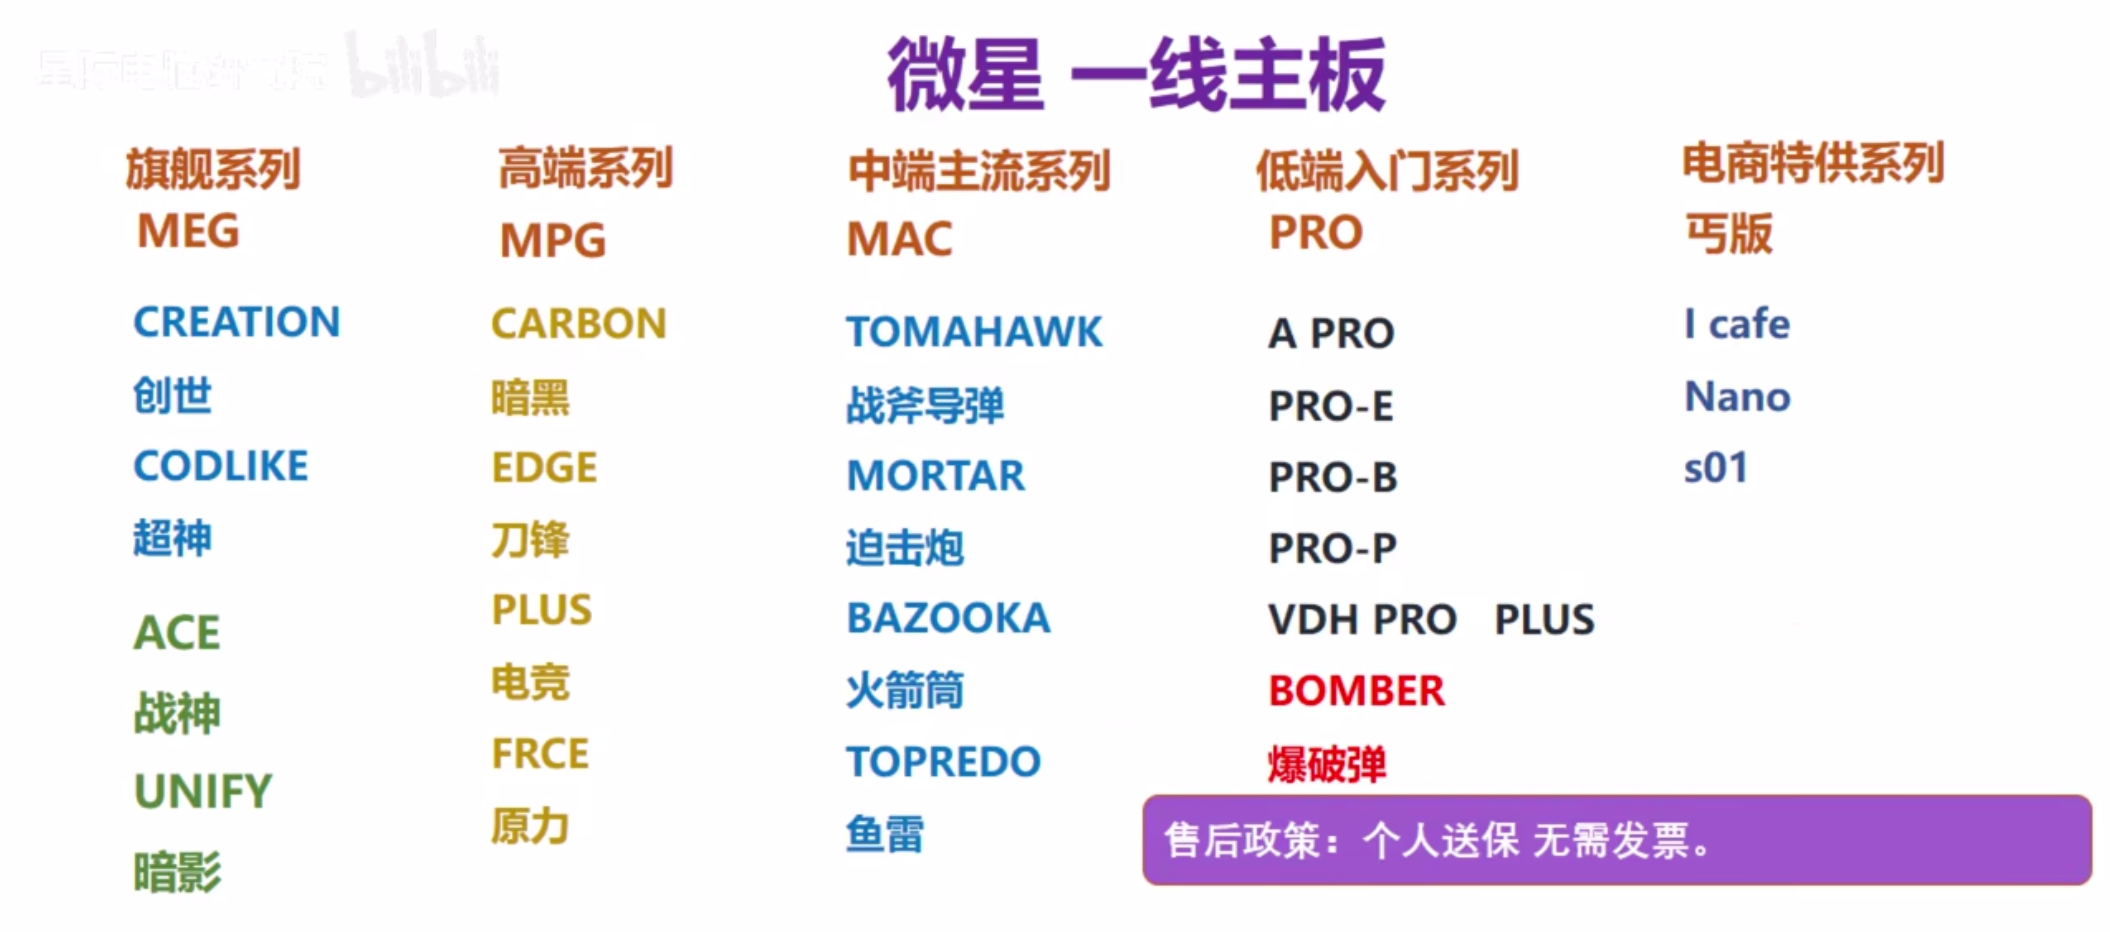 bilibili
微星 一线主板
旗舰系列
MEG
CREATION
创世
CODLIKE
超神
ACE
战神
UNIFY
暗影
高端系列
MPG
CARBON
暗黑
EDGE
刀锋
PLUS
电竞
FRCE
原力
中端主流系列
MAC
TOMAHAWK
战斧导弹
MORTAR
迫击炮
BAZOOKA
火箭筒
TOPREDO
鱼雷
低端入门系列
PRO
A PRO
PRO-E
PRO-B
PRO-P
VDH PRO PLUS
BOMBER
爆破弹
电商特供系列
丐版
I cafe
Nano
s01
售后政策：个人送保 无需发票。